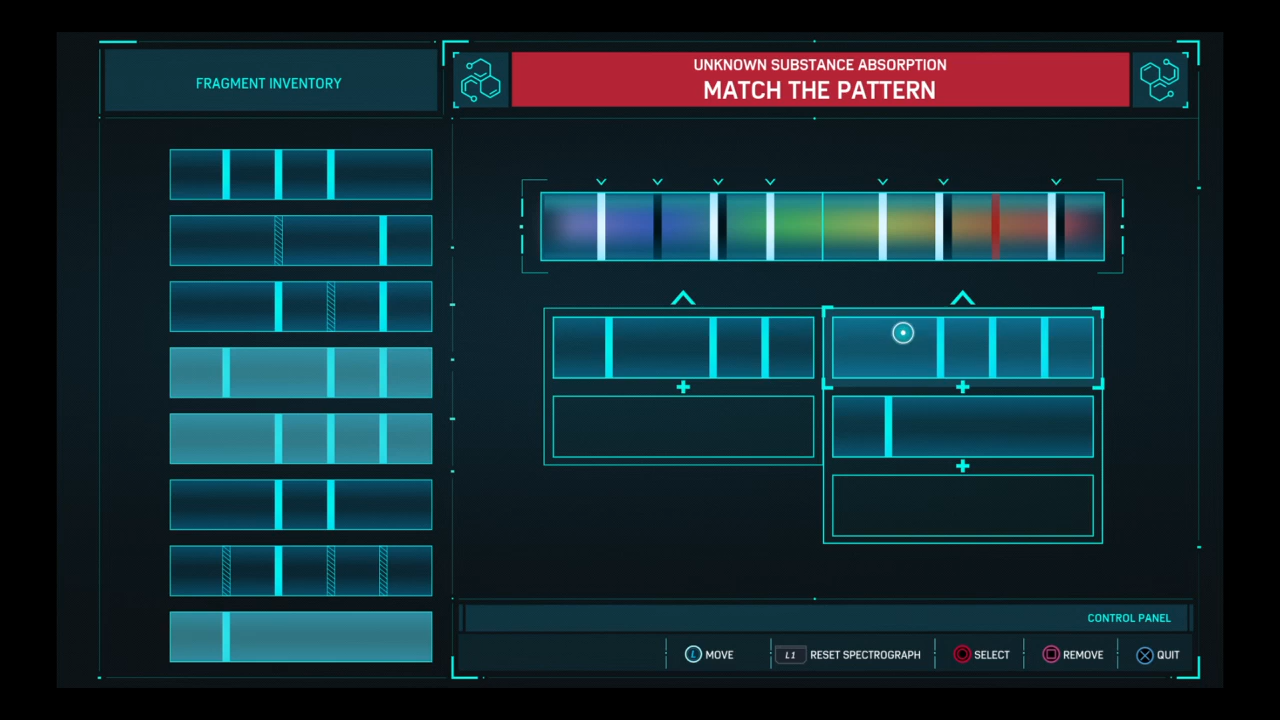 FRAGMENT INVENTORY
UNKNOWN SUBSTANCE ABSORPTION
MATCH THE PATTERN
CONTROL PANEL
L MOVE
L1 RESET SPECTROGRAPH
SELECT
REMOVE
QUIT